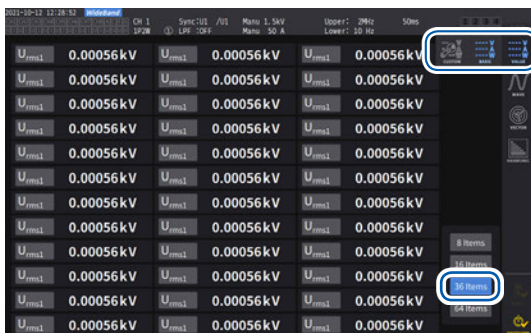 2021-10-12 12:28:52 WideBand
CH 1 Sync:U1 /U1 Manu 1.5kV Upper: 2MHz 50ms
1P2W ① LPF :OFF Manu 50 A Lower: 10 Hz
CUSTOM BASIC VALUE
Urms1 0.00056kV Urms1 0.00056kV Urms1 0.00056kV
Urms1 0.00056kV Urms1 0.00056kV Urms1 0.00056kV
WAVE
Urms1 0.00056kV Urms1 0.00056kV Urms1 0.00056kV
VECTOR
Urms1 0.00056kV Urms1 0.00056kV Urms1 0.00056kV
Urms1 0.00056kV Urms1 0.00056kV Urms1 0.00056kV
Urms1 0.00056kV Urms1 0.00056kV Urms1 0.00056kV
Urms1 0.00056kV Urms1 0.00056kV Urms1 0.00056kV
Urms1 0.00056kV Urms1 0.00056kV Urms1 0.00056kV
Urms1 0.00056kV Urms1 0.00056kV Urms1 0.00056kV
8 Items
Urms1 0.00056kV Urms1 0.00056kV Urms1 0.00056kV
16 Items
Urms1 0.00056kV Urms1 0.00056kV Urms1 0.00056kV
36 Items
64 Items
Urms1 0.00056kV Urms1 0.00056kV Urms1 0.00056kV